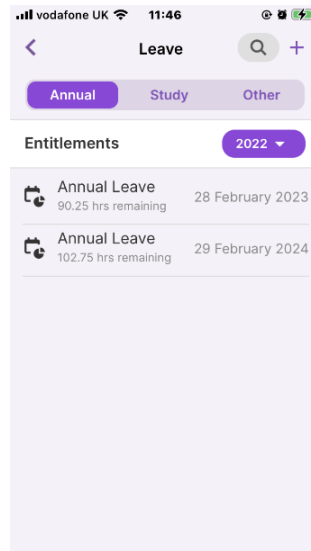 vodafone UK 11:46
Leave
Annual Study Other
Entitlements 2022
Annual Leave
90.25 hrs remaining 28 February 2023
Annual Leave
102.75 hrs remaining 29 February 2024